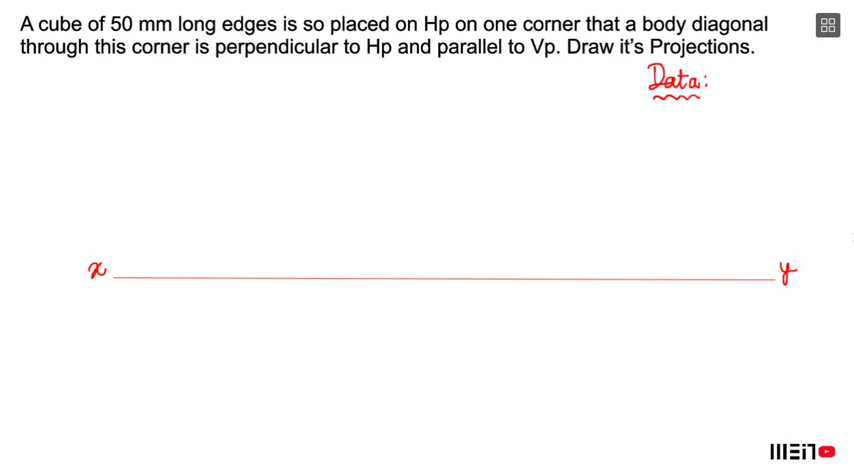 A cube of 50 mm long edges is so placed on Hp on one corner that a body diagonal
through this corner is perpendicular to Hp and parallel to Vp. Draw it's Projections.
Data:
x y
MEiT